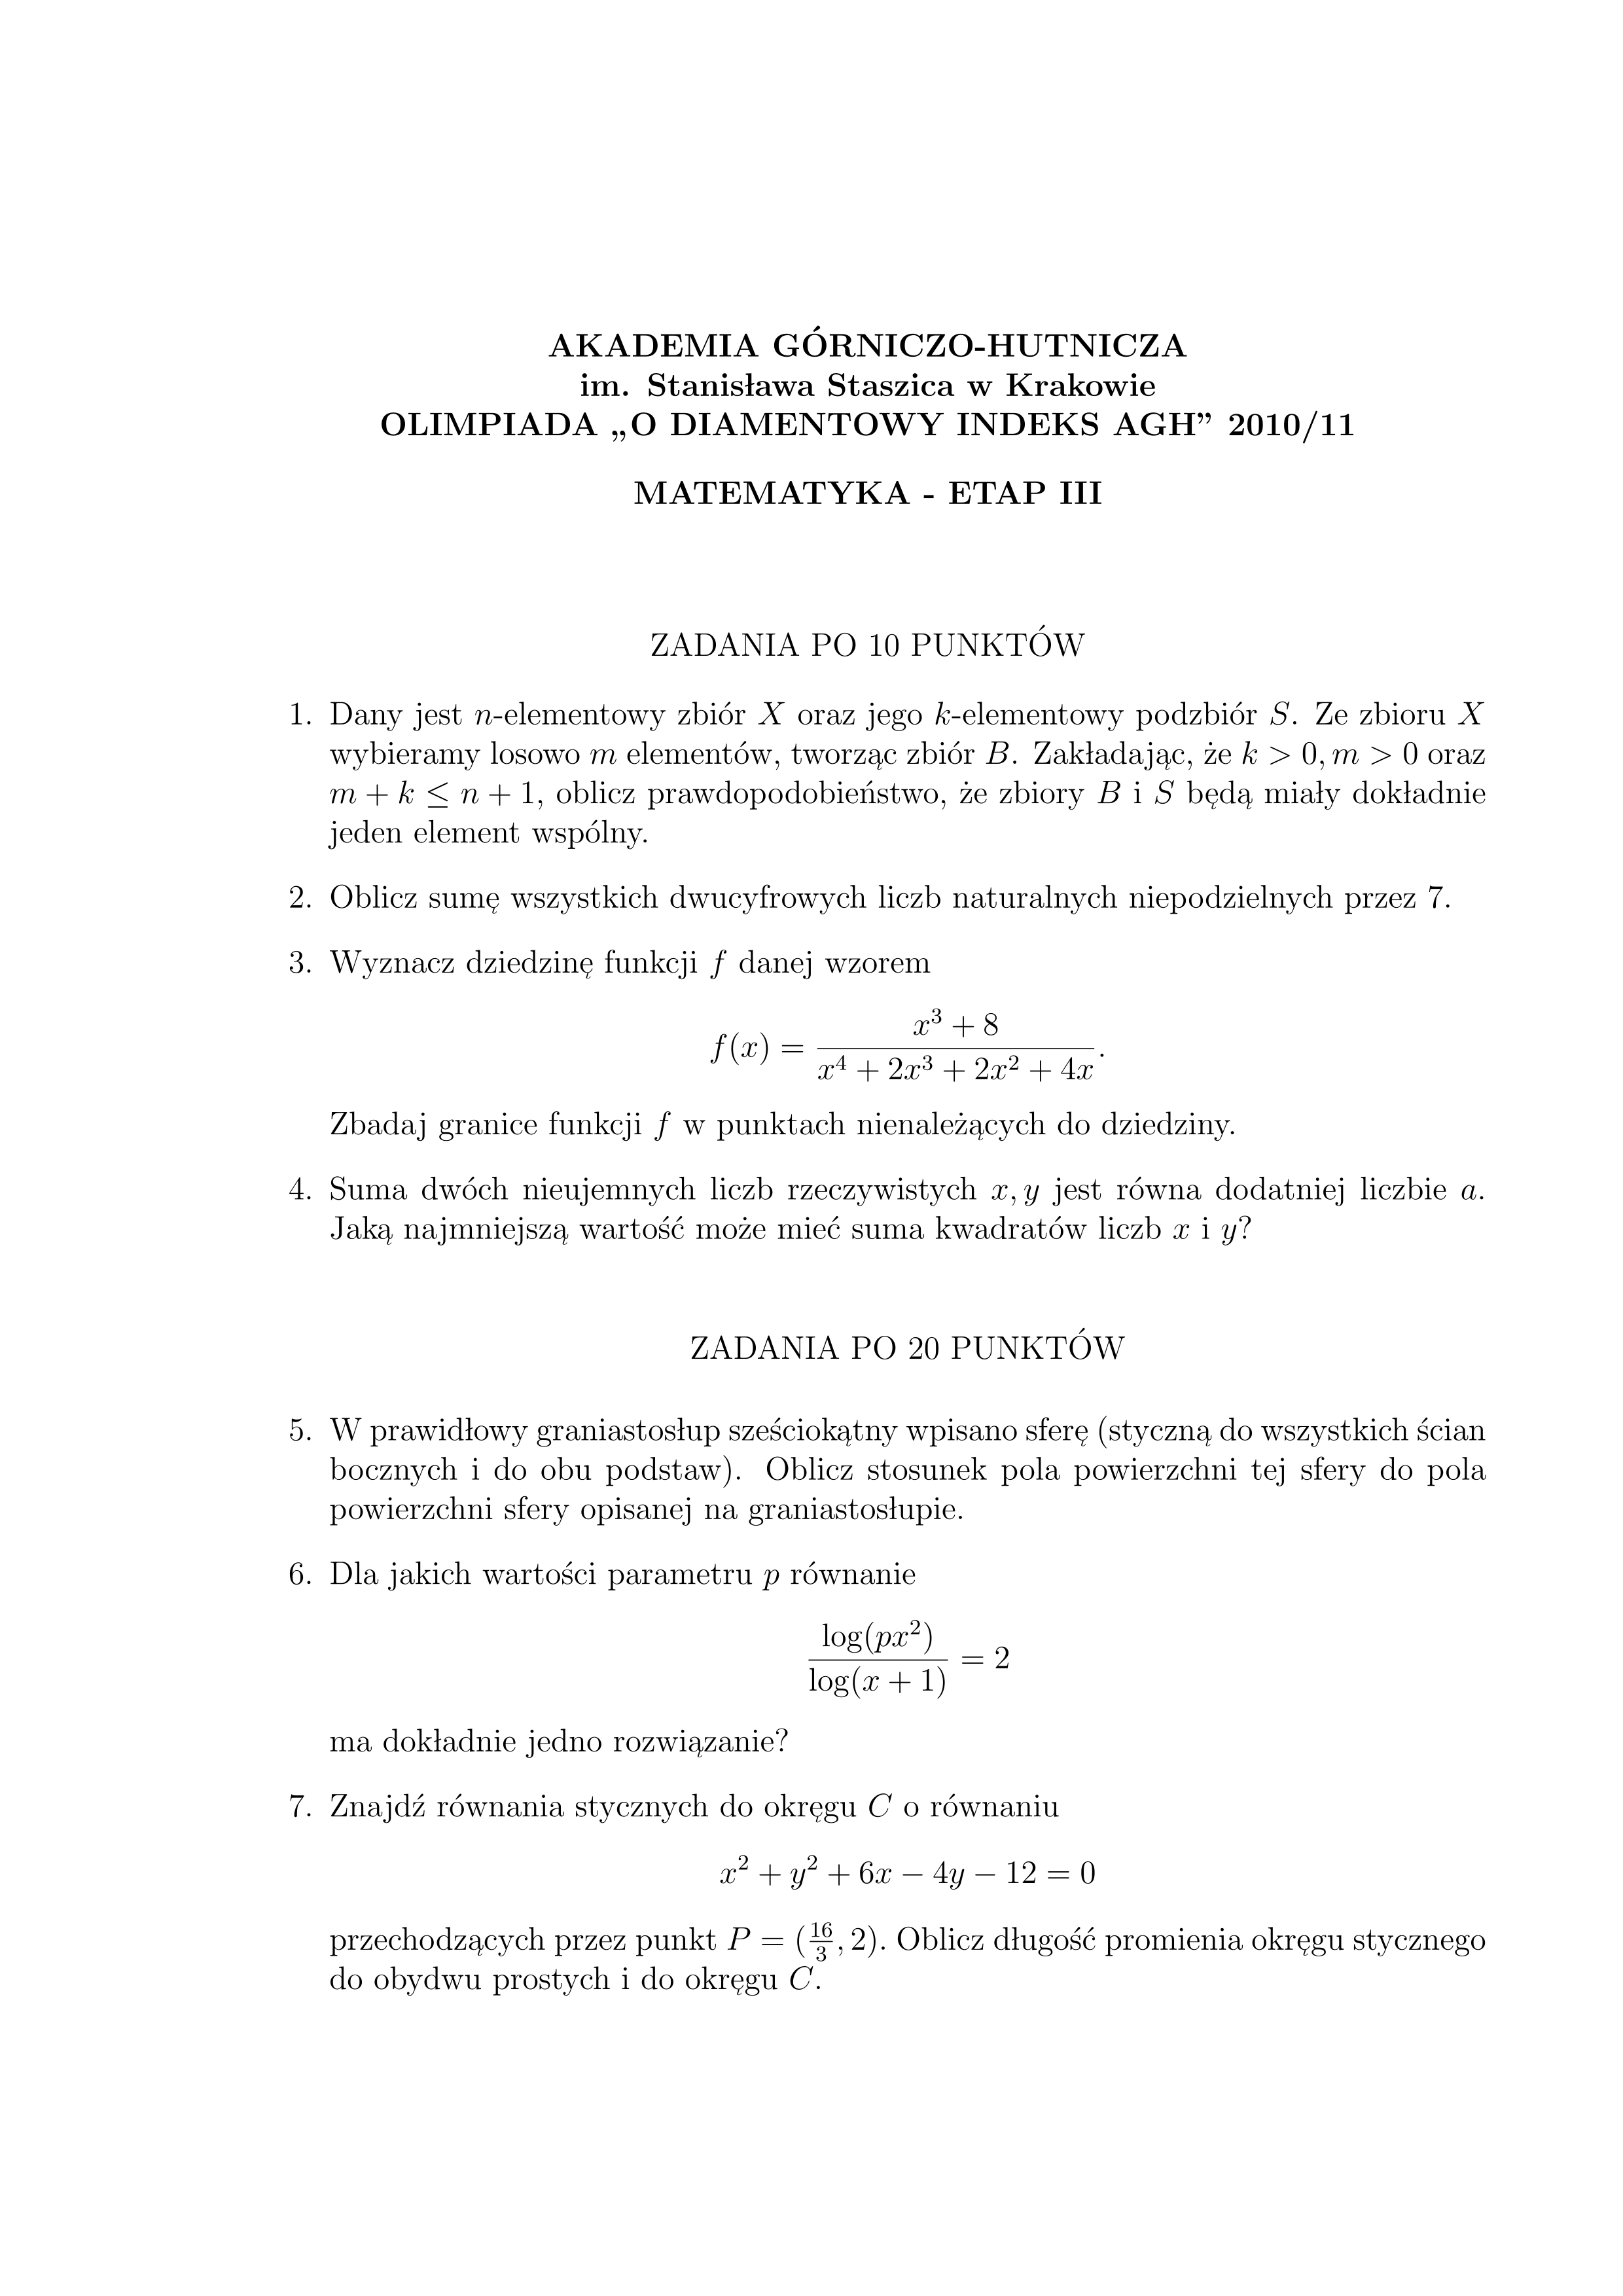 AKADEMIA GÓRNICZO-HUTNICZA
im. Stanisława Staszica w Krakowie
OLIMPIADA „O DIAMENTOWY INDEKS AGH” 2010/11
MATEMATYKA - ETAP III
ZADANIA PO 10 PUNKTÓW
1. Dany jest n-elementowy zbiór X oraz jego k-elementowy podzbiór S. Ze zbioru X
wybieramy losowo m elementów, tworząc zbiór B. Zakładając, że k > 0, m > 0 oraz
m + k ≤ n + 1, oblicz prawdopodobieństwo, że zbiory B i S będą miały dokładnie
jeden element wspólny.
2. Oblicz sumę wszystkich dwucyfrowych liczb naturalnych niepodzielnych przez 7.
3. Wyznacz dziedzinę funkcji f danej wzorem
f(x) = \frac{x^3 + 8}{x^4 + 2x^3 + 2x^2 + 4x}.
Zbadaj granice funkcji f w punktach nienależących do dziedziny.
4. Suma dwóch nieujemnych liczb rzeczywistych x, y jest równa dodatniej liczbie a.
Jaką najmniejszą wartość może mieć suma kwadratów liczb x i y?
ZADANIA PO 20 PUNKTÓW
5. W prawidłowy graniastosłup sześciokątny wpisano sferę (styczną do wszystkich ścian
bocznych i do obu podstaw). Oblicz stosunek pola powierzchni tej sfery do pola
powierzchni sfery opisanej na graniastosłupie.
6. Dla jakich wartości parametru p równanie
\frac{log(px^2)}{log(x + 1)} = 2
ma dokładnie jedno rozwiązanie?
7. Znajdź równania stycznych do okręgu C o równaniu
x^2 + y^2 + 6x − 4y − 12 = 0
przechodzących przez punkt P = (\frac{16}{3}, 2). Oblicz długość promienia okręgu stycznego
do obydwu prostych i do okręgu C.